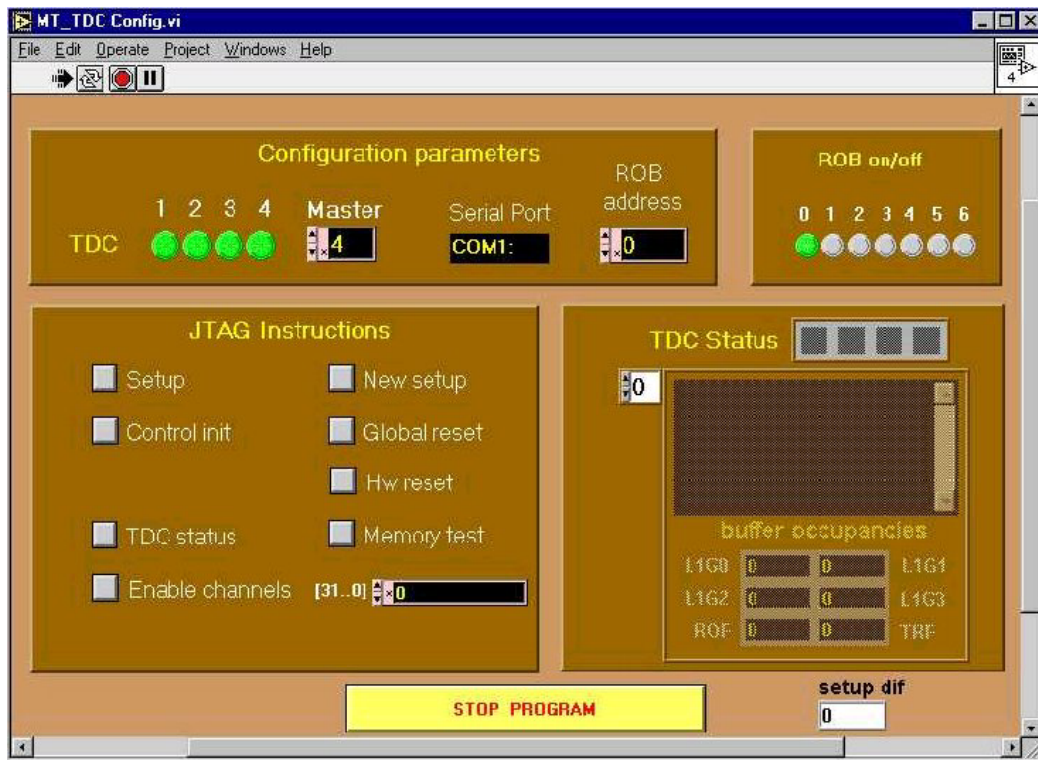 MT_TDC Config.vi
File Edit Operate Project Windows Help
4
Configuration parameters
1 2 3 4
Master
Serial Port
ROB
address
TDC
4
COM1:
×0
ROB on/off
0 1 2 3 4 5 6
JTAG Instructions
Setup
New setup
Control init
Global reset
Hw reset
TDC status
Memory test
Enable channels
[31..0]
×0
TDC Status
0
buffer occupancies
L1G0 0 0 L1G1
L1G2 0 0 L1G3
ROF 0 0 TRF
STOP PROGRAM
setup dif
0